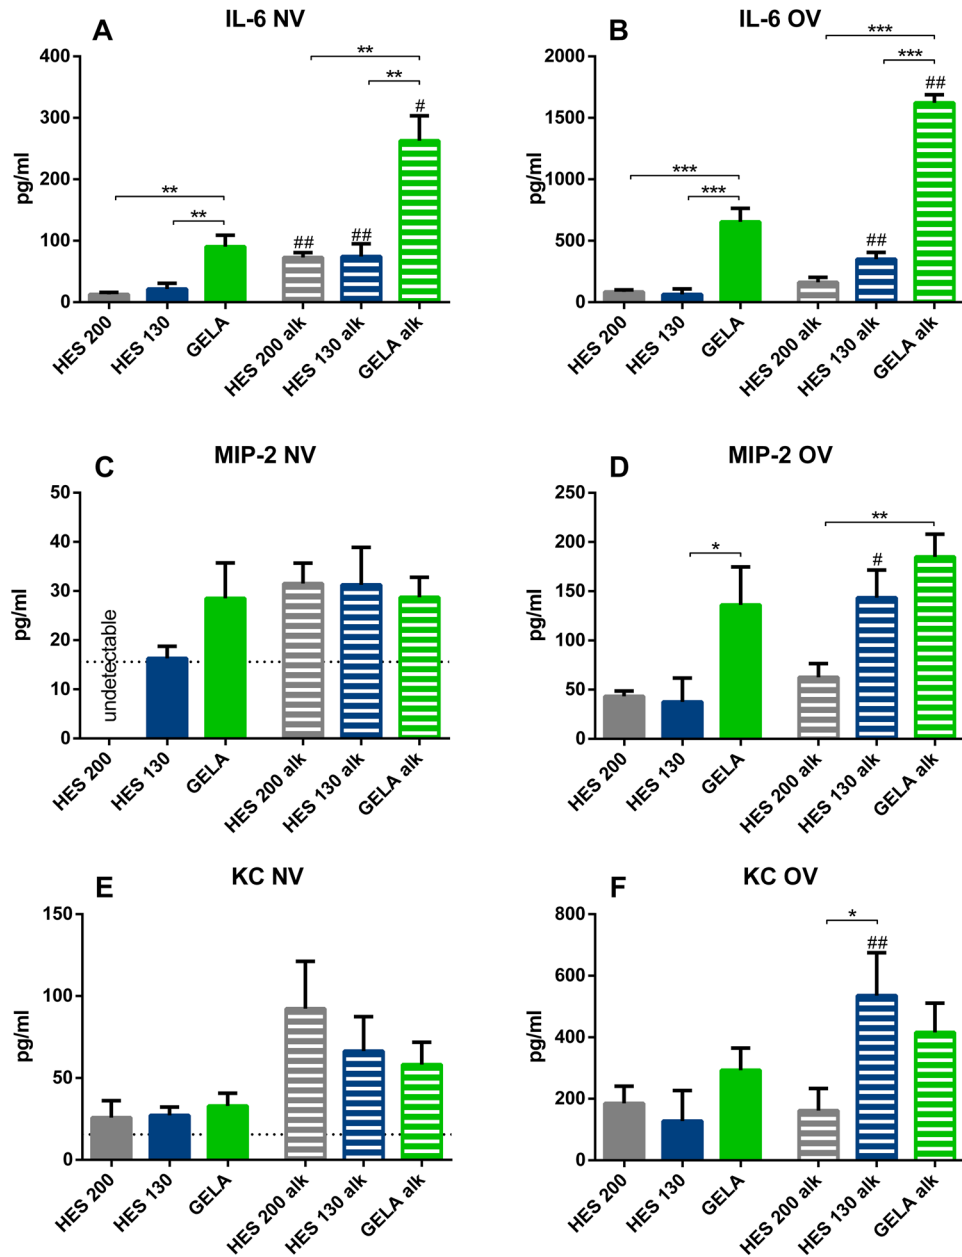 A IL-6 NV
pg/ml
400
300
200
100
0
**
**
**
**
#
##
##
HES 200
HES 130
GELA
HES 200 alk
HES 130 alk
GELA alk
B IL-6 OV
pg/ml
2000
1500
1000
500
0
***
***
***
***
##
##
HES 200
HES 130
GELA
HES 200 alk
HES 130 alk
GELA alk
C MIP-2 NV
pg/ml
50
40
30
20
10
0
undetectable
HES 200
HES 130
GELA
HES 200 alk
HES 130 alk
GELA alk
D MIP-2 OV
pg/ml
250
200
150
100
50
0
*
**
#
HES 200
HES 130
GELA
HES 200 alk
HES 130 alk
GELA alk
E KC NV
pg/ml
150
100
50
0
HES 200
HES 130
GELA
HES 200 alk
HES 130 alk
GELA alk
F KC OV
pg/ml
800
600
400
200
0
*
##
HES 200
HES 130
GELA
HES 200 alk
HES 130 alk
GELA alk